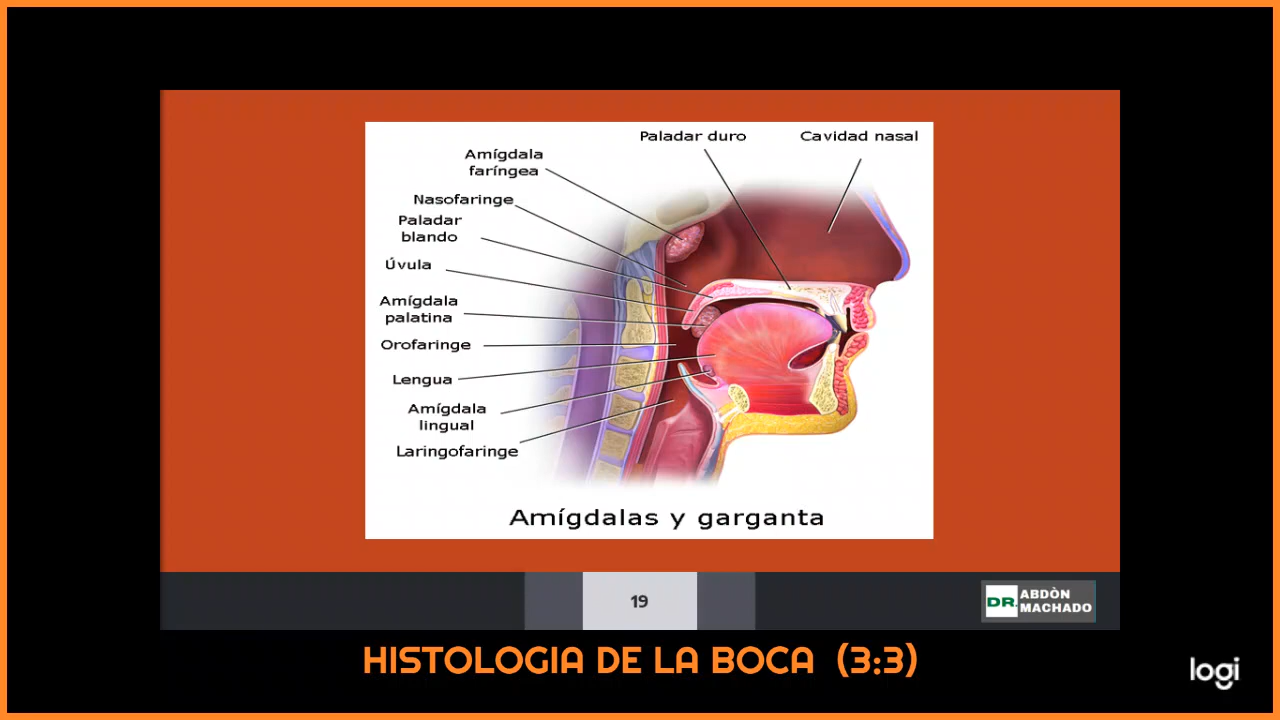 Paladar duro
Cavidad nasal
Amígdala
faríngea
Nasofaringe
Paladar
blando
Úvula
Amígdala
palatina
Orofaringe
Lengua
Amígdala
lingual
Laringofaringe
Amígdalas y garganta
19
DR. ABDÒN
MACHADO
HISTOLOGIA DE LA BOCA (3:3)
logi